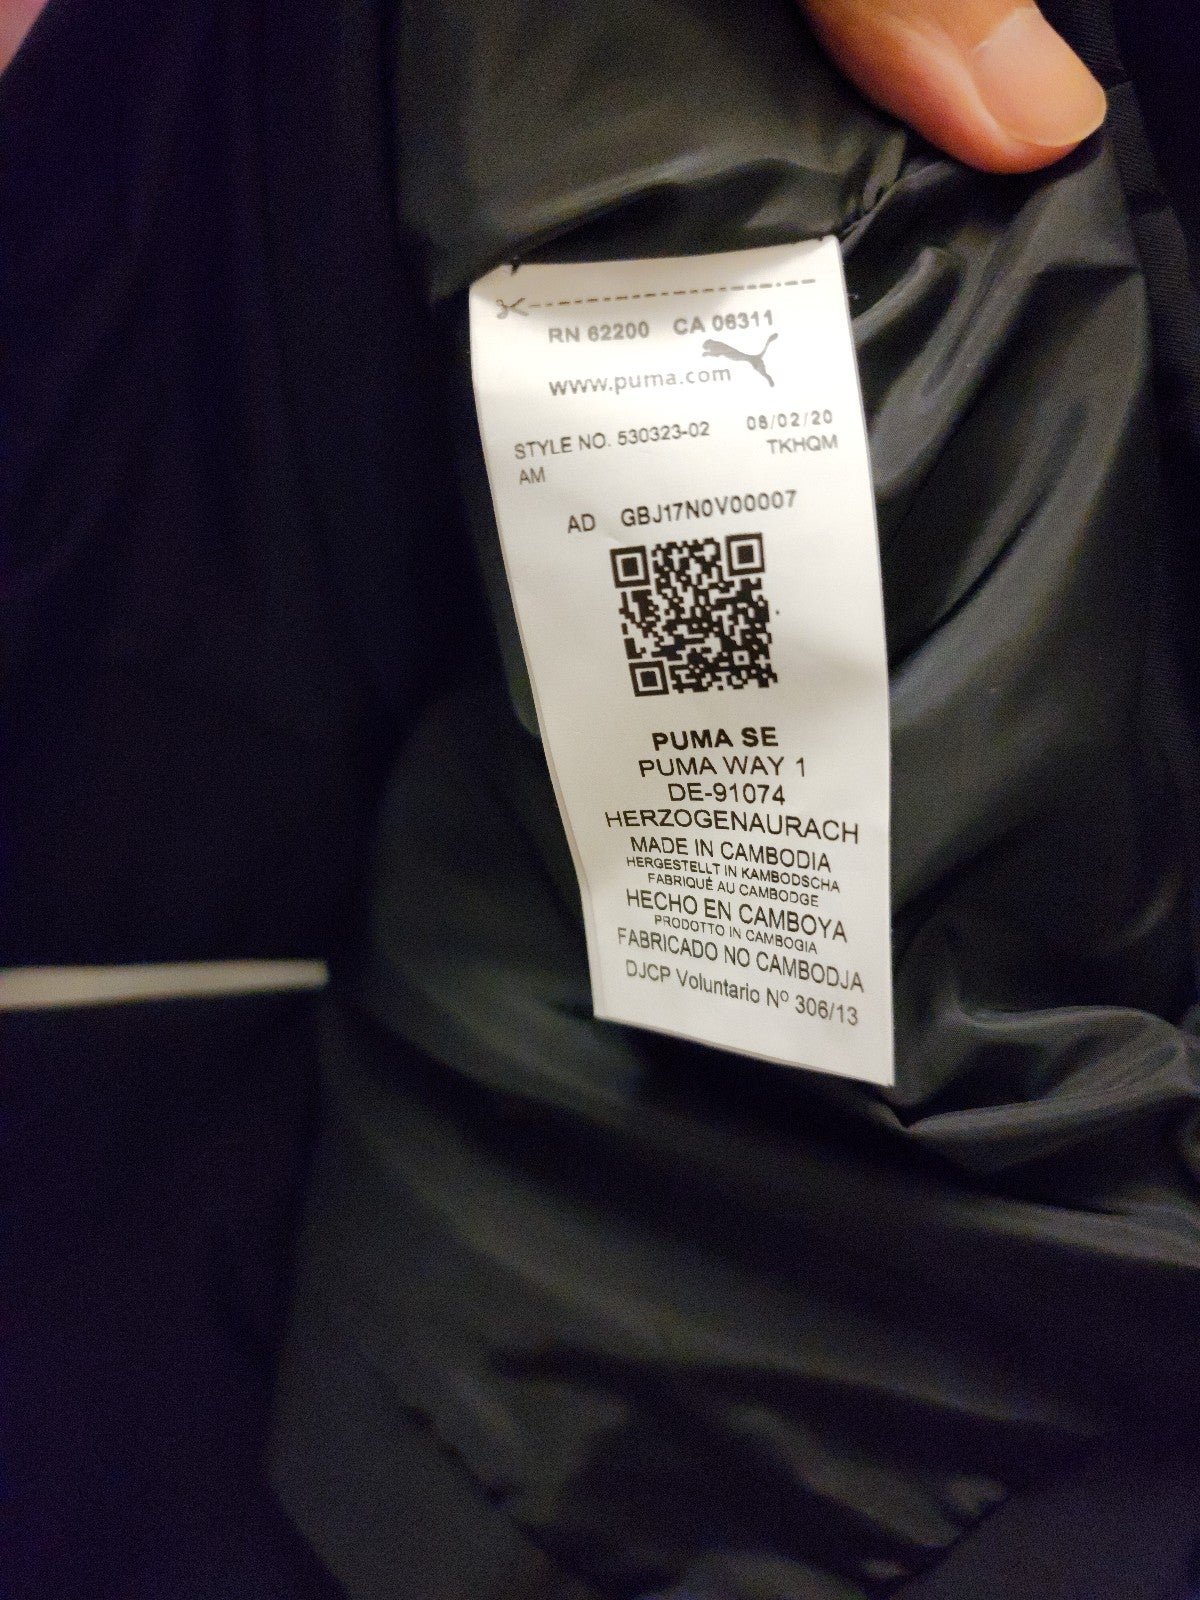 RN 62200 CA 06311
www.puma.com
STYLE NO. 530323-02 08/02/20
AM TKHQM
AD GBJ17N0V00007
PUMA SE
PUMA WAY 1
DE-91074
HERZOGENAURACH
MADE IN CAMBODIA
HERGESTELLT IN KAMBODSCHA
FABRIQUÉ AU CAMBODGE
HECHO EN CAMBOYA
PRODOTTO IN CAMBOGIA
FABRICADO NO CAMBODJA
DJCP Voluntario Nº 306/13